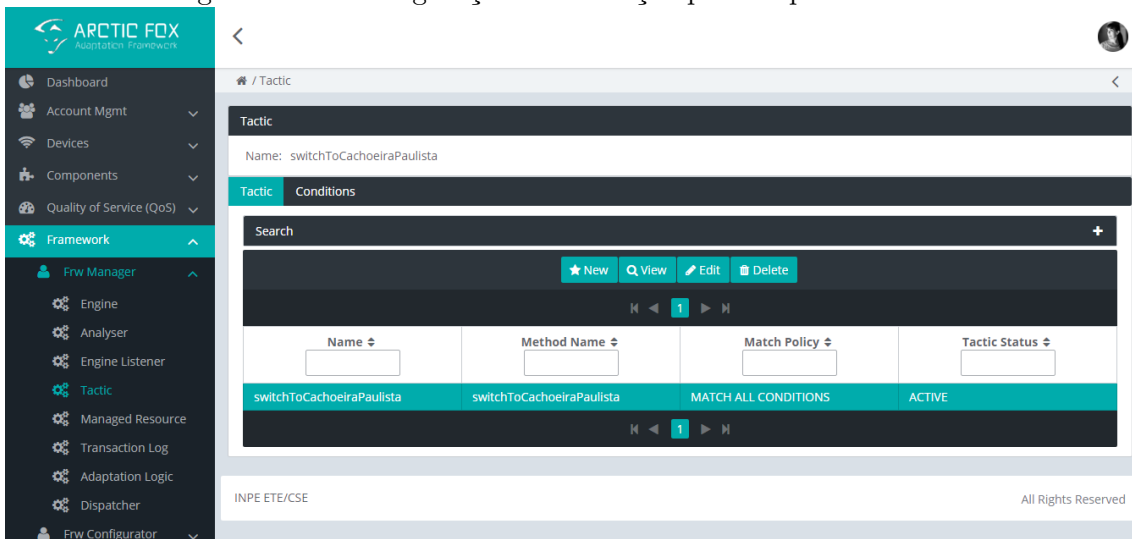 ARCTIC FOX
Adaptation Framework
Dashboard
Account Mgmt
Devices
Components
Quality of Service (QoS)
Framework
Frw Manager
Engine
Analyser
Engine Listener
Tactic
Managed Resource
Transaction Log
Adaptation Logic
Dispatcher
Frw Configurator
/ Tactic
Tactic
Name: switchToCachoeiraPaulista
Tactic Conditions
Search
New View Edit Delete
1
Name Method Name Match Policy Tactic Status
switchToCachoeiraPaulista switchToCachoeiraPaulista MATCH ALL CONDITIONS ACTIVE
1
INPE ETE/CSE All Rights Reserved